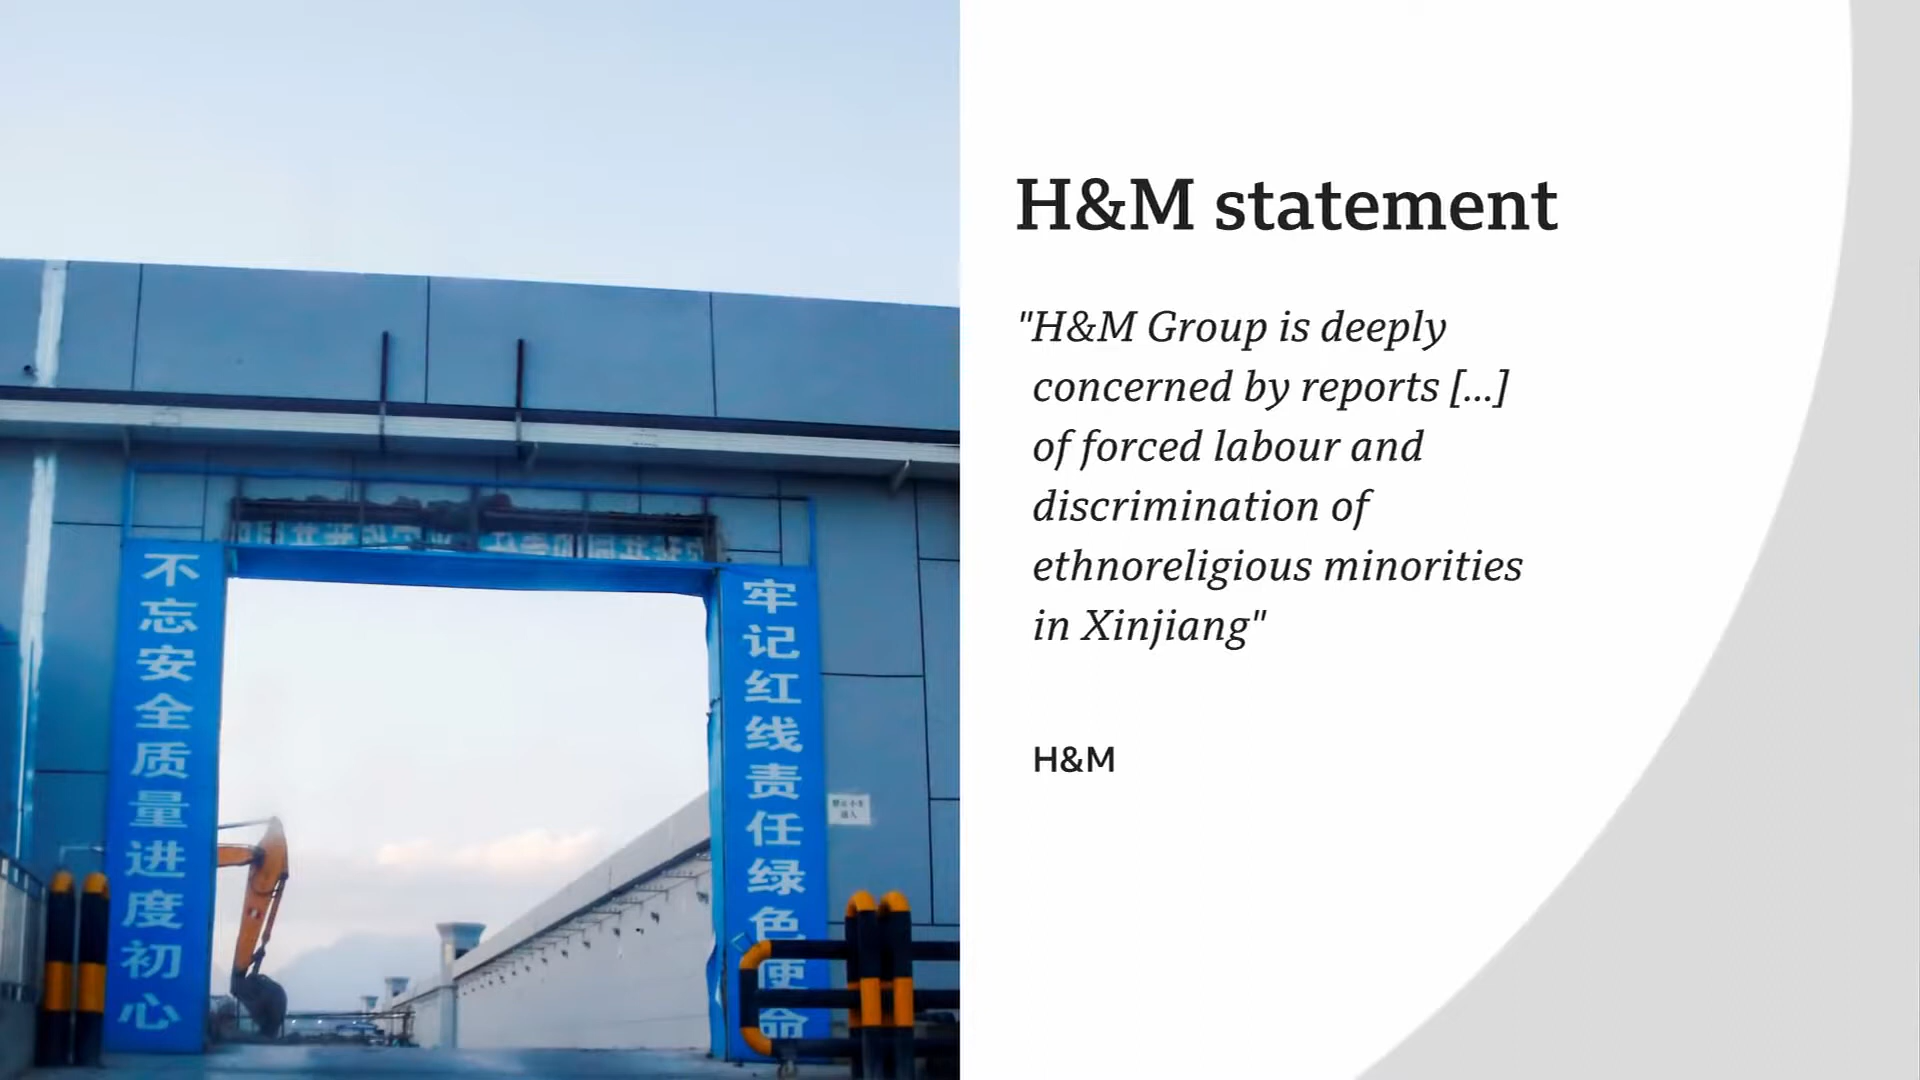 不忘安全质量进度初心
牢记红线责任绿色使命
H&M statement
"H&M Group is deeply
concerned by reports [...]
of forced labour and
discrimination of
ethnoreligious minorities
in Xinjiang"
H&M